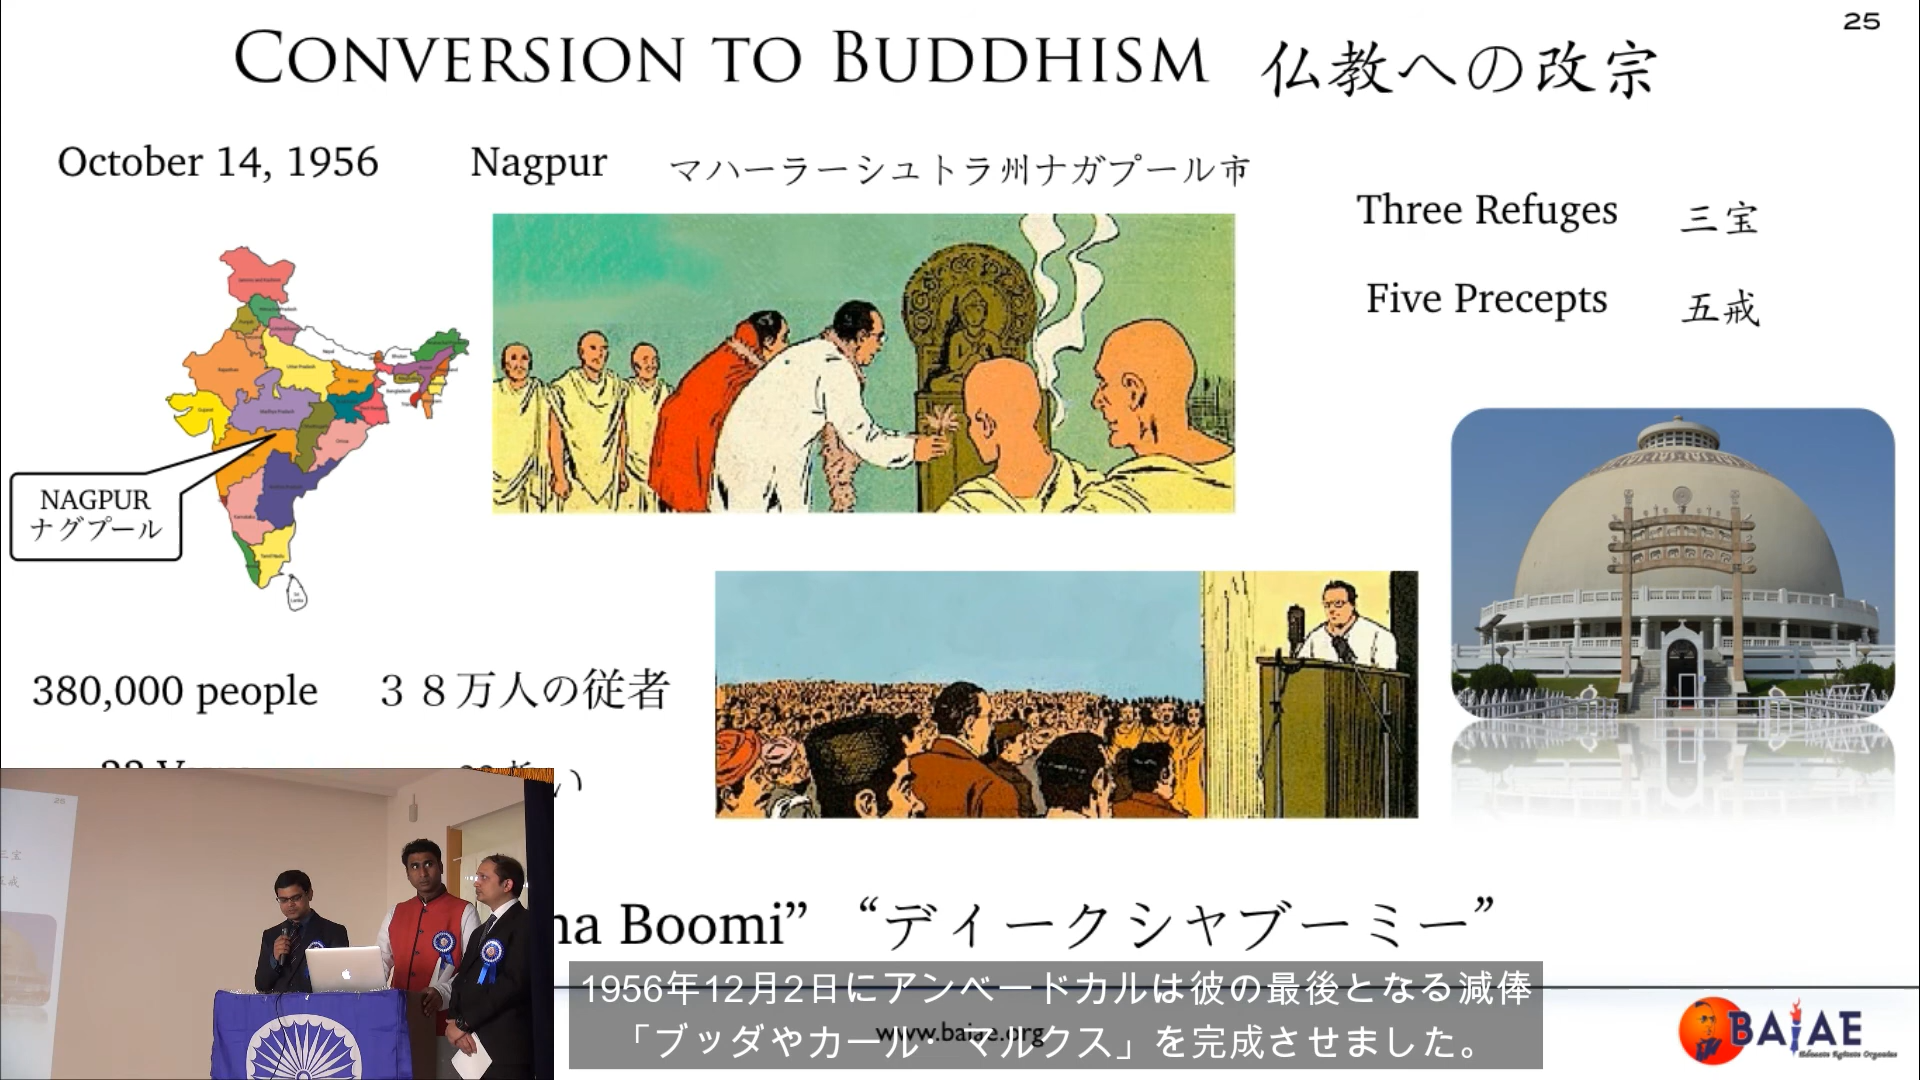 25
CONVERSION TO BUDDHISM 仏教への改宗
October 14, 1956 Nagpur マハーラーシュトラ州ナガプール市
Three Refuges 三宝
Five Precepts 五戒
NAGPUR
ナグプール
380,000 people ３８万人の従者
na Boomi” “ディークシャブーミー”
1956年12月2日にアンベードカルは彼の最後となる減俸
「ブッダやカール・マルクス」を完成させました。
www.baiae.org
BAIAE
Educate Agitate Organise